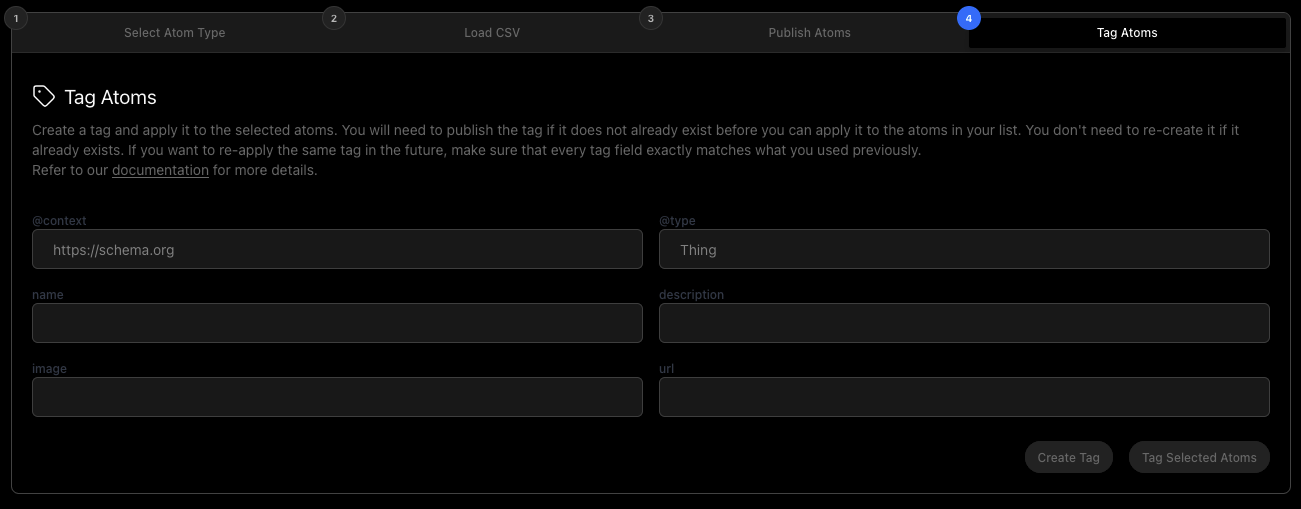 1
Select Atom Type
2
Load CSV
3
Publish Atoms
4
Tag Atoms
Tag Atoms
Create a tag and apply it to the selected atoms. You will need to publish the tag if it does not already exist before you can apply it to the atoms in your list. You don't need to re-create it if it
already exists. If you want to re-apply the same tag in the future, make sure that every tag field exactly matches what you used previously.
Refer to our documentation for more details.
@context
@type
https://schema.org
Thing
name
description
image
url
Create Tag
Tag Selected Atoms